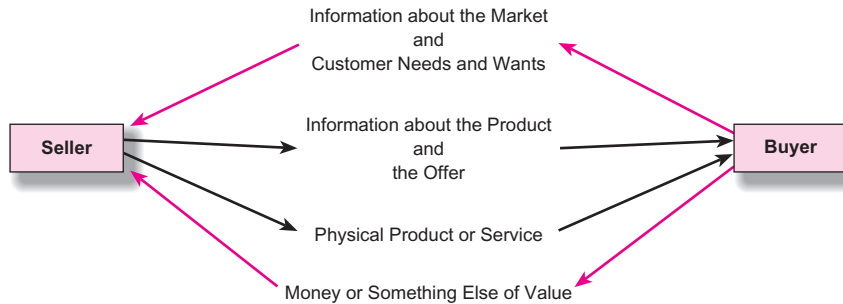 Information about the Market
and
Customer Needs and Wants
Seller
Information about the Product
and
the Offer
Buyer
Physical Product or Service
Money or Something Else of Value